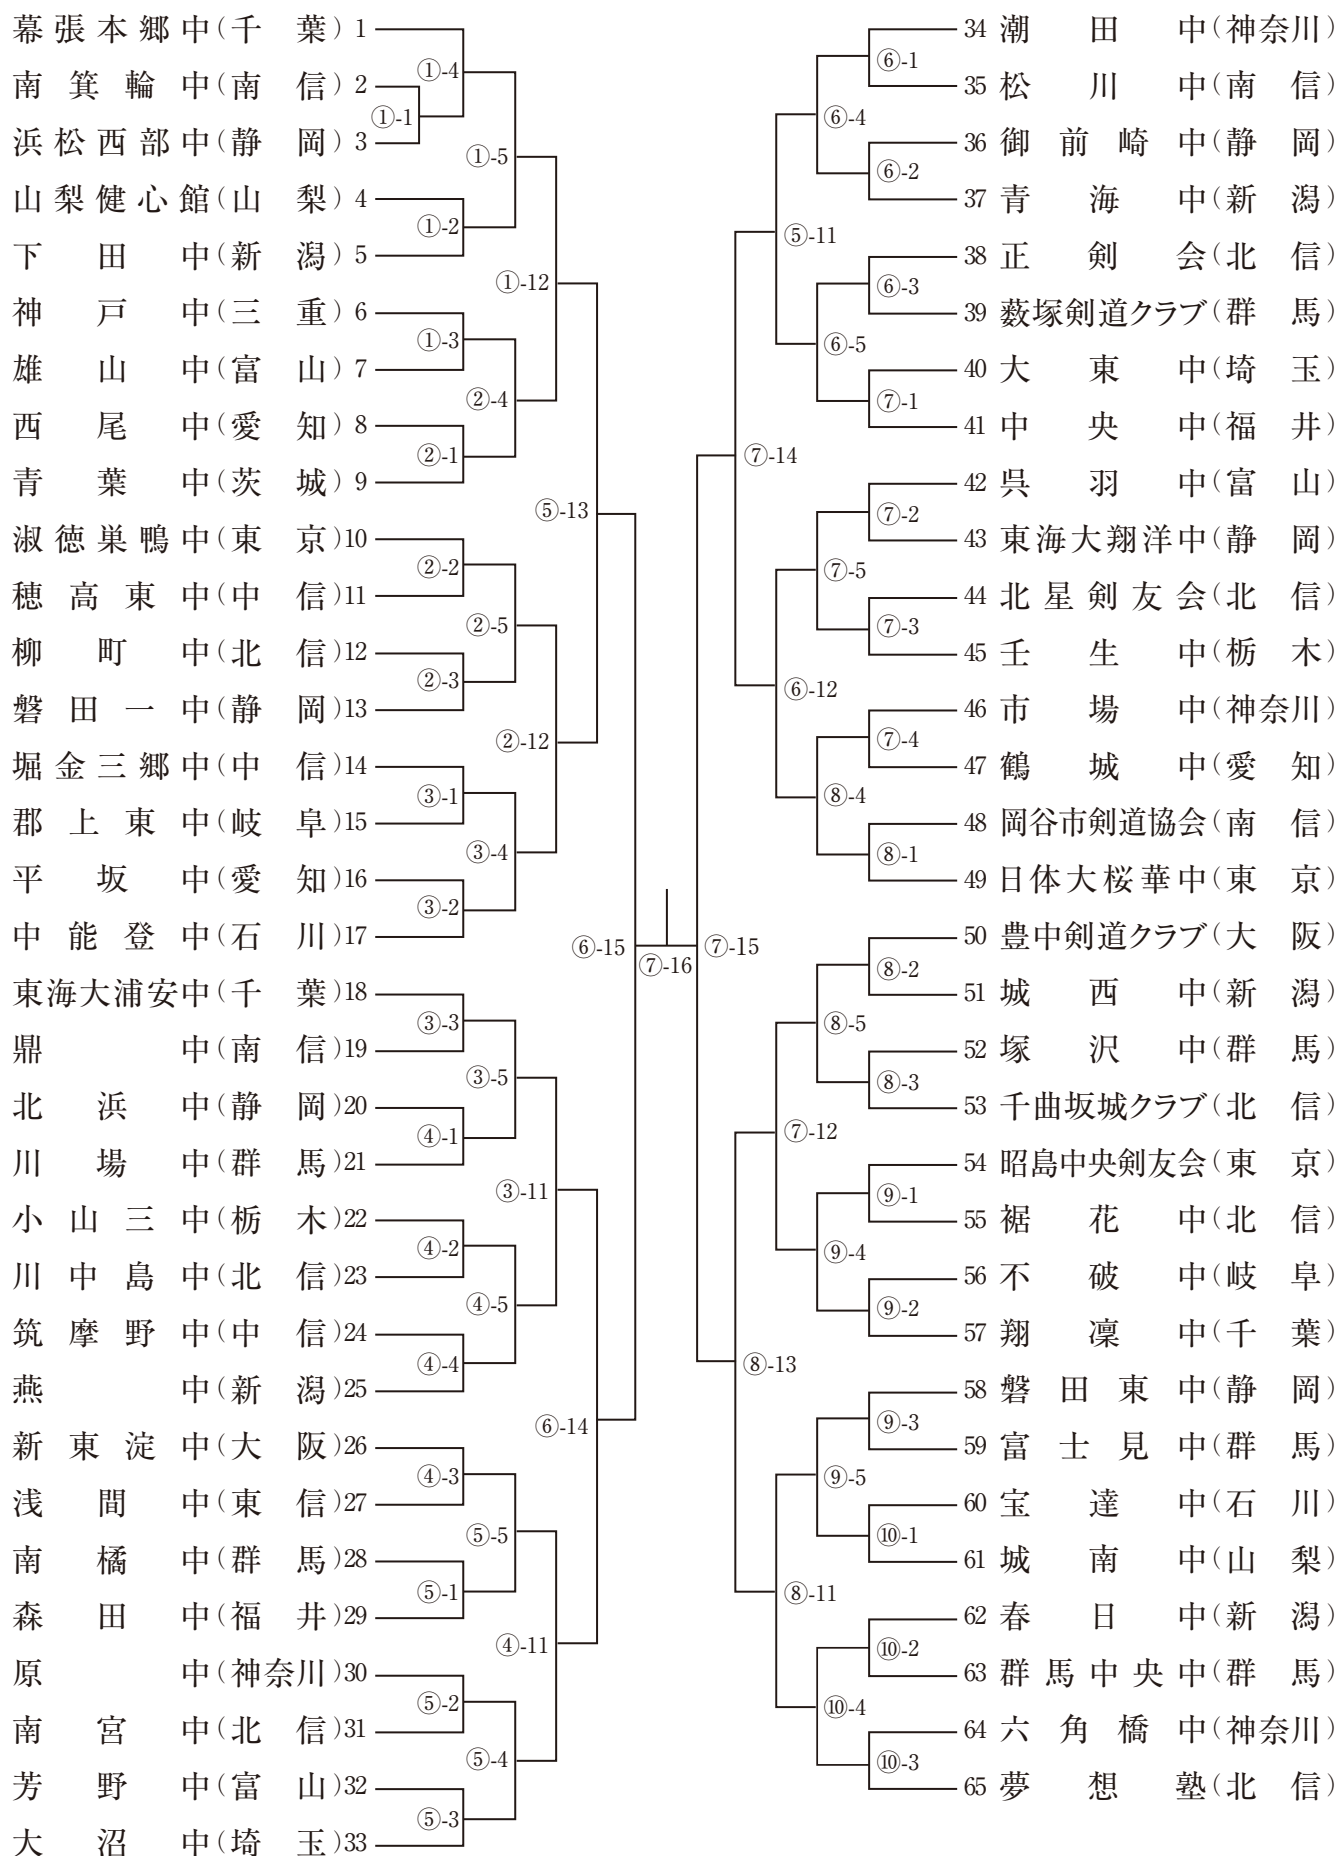 幕張本郷中(千葉)1
南箕輪中(南信)2
浜松西部中(静岡)3
山梨健心館(山梨)4
下田中(新潟)5
神戸中(三重)6
雄山中(富山)7
西尾中(愛知)8
青葉中(茨城)9
淑徳巣鴨中(東京)10
穂高東中(中信)11
柳町中(北信)12
磐田一中(静岡)13
堀金三郷中(中信)14
郡上東中(岐阜)15
平坂中(愛知)16
中能登中(石川)17
東海大浦安中(千葉)18
鼎中(南信)19
北浜中(静岡)20
川場中(群馬)21
小山三中(栃木)22
川中島中(北信)23
筑摩野中(中信)24
燕中(新潟)25
新東淀中(大阪)26
浅間中(東信)27
南橘中(群馬)28
森田中(福井)29
原中(神奈川)30
南宮中(北信)31
芳野中(富山)32
大沼中(埼玉)33
①-4
①-1
①-5
①-2
①-12
①-3
②-4
②-1
⑤-13
②-2
②-5
②-3
②-12
③-1
③-4
③-2
⑥-15
③-3
③-5
④-1
③-11
④-2
④-5
④-4
⑥-14
④-3
⑤-5
⑤-1
④-11
⑤-2
⑤-4
⑤-3
⑦-16
⑦-15
⑥-1
⑥-4
⑥-2
⑤-11
⑥-3
⑥-5
⑦-1
⑦-14
⑦-2
⑦-5
⑦-3
⑥-12
⑦-4
⑧-4
⑧-1
⑧-2
⑧-5
⑧-3
⑦-12
⑨-1
⑨-4
⑨-2
⑧-13
⑨-3
⑨-5
⑩-1
⑧-11
⑩-2
⑩-4
⑩-3
34 潮田中(神奈川)
35 松川中(南信)
36 御前崎中(静岡)
37 青海中(新潟)
38 正剣会(北信)
39 薮塚剣道クラブ(群馬)
40 大東中(埼玉)
41 中央中(福井)
42 呉羽中(富山)
43 東海大翔洋中(静岡)
44 北星剣友会(北信)
45 壬生中(栃木)
46 市場中(神奈川)
47 鶴城中(愛知)
48 岡谷市剣道協会(南信)
49 日体大桜華中(東京)
50 豊中剣道クラブ(大阪)
51 城西中(新潟)
52 塚沢中(群馬)
53 千曲坂城クラブ(北信)
54 昭島中央剣友会(東京)
55 裾花中(北信)
56 不破中(岐阜)
57 翔凜中(千葉)
58 磐田東中(静岡)
59 富士見中(群馬)
60 宝達中(石川)
61 城南中(山梨)
62 春日中(新潟)
63 群馬中央中(群馬)
64 六角橋中(神奈川)
65 夢想塾(北信)